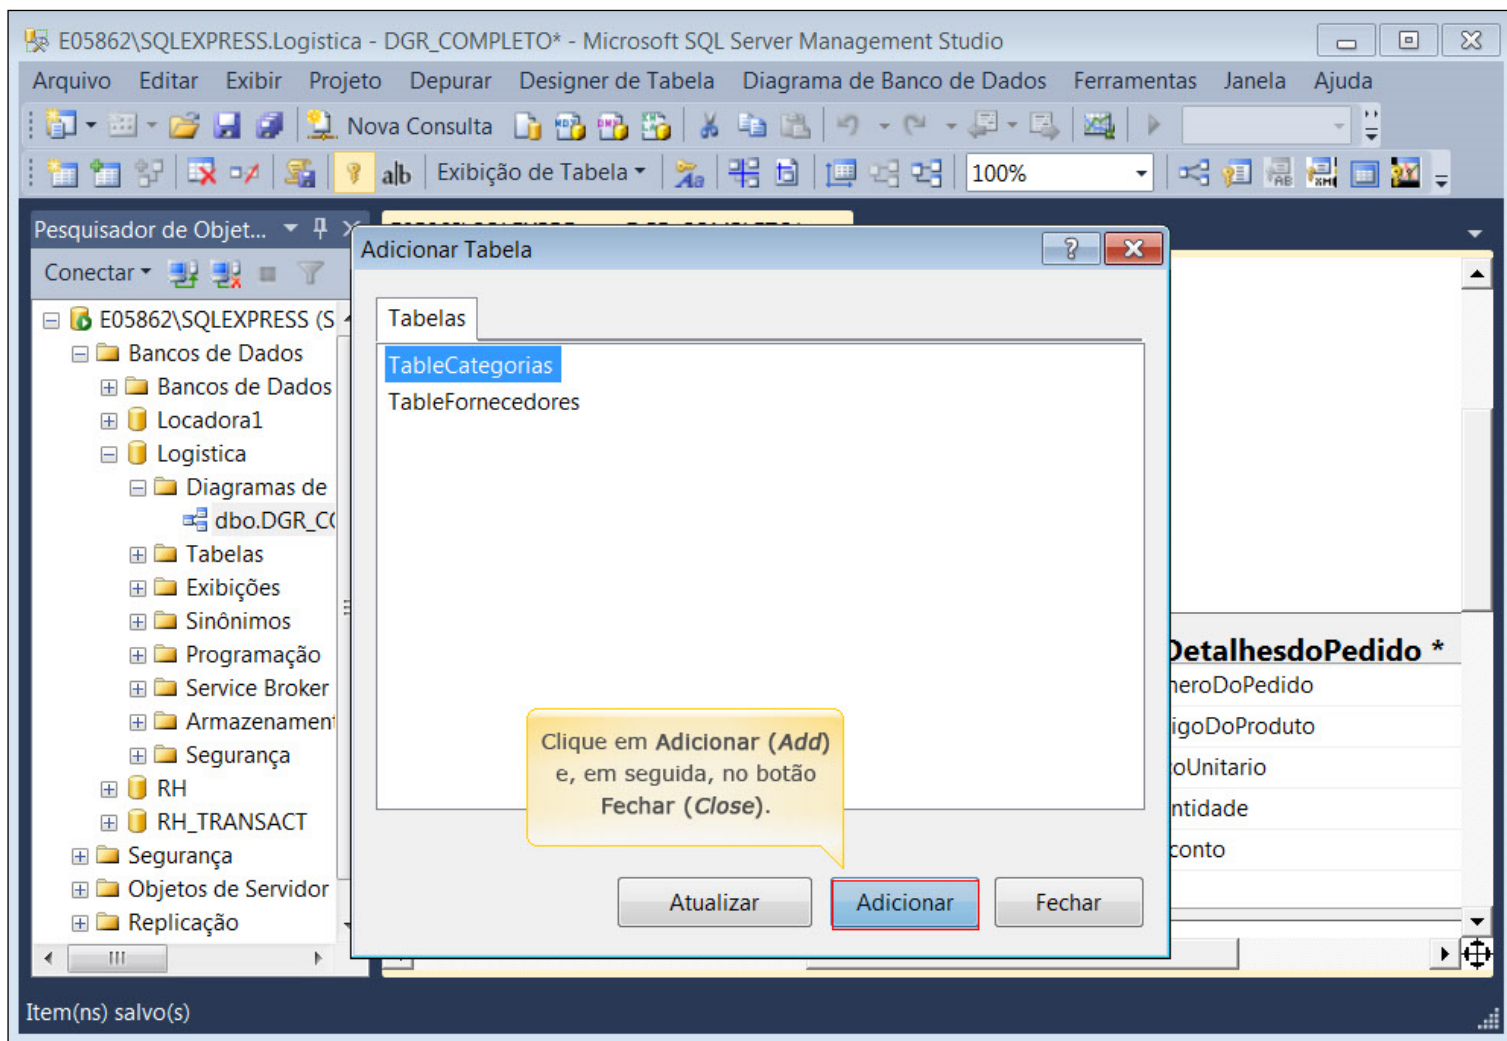 E05862\SQLEXPRESS.Logistica - DGR_COMPLETO* - Microsoft SQL Server Management Studio
Arquivo Editar Exibir Projeto Depurar Designer de Tabela Diagrama de Banco de Dados Ferramentas Janela Ajuda
Nova Consulta
Exibição de Tabela 100%
Pesquisador de Objet...
Conectar
E05862\SQLEXPRESS (S
Bancos de Dados
Bancos de Dados
Locadora1
Logistica
Diagramas de
dbo.DGR_C
Tabelas
Exibições
Sinônimos
Programação
Service Broker
Armazenament
Segurança
RH
RH_TRANSACT
Segurança
Objetos de Servidor
Replicação
Adicionar Tabela
Tabelas
TableCategorias
TableFornecedores
Clique em Adicionar (Add)
e, em seguida, no botão
Fechar (Close).
Atualizar Adicionar Fechar
DetalhesdoPedido *
neroDoPedido
igoDoProduto
oUnitario
ntidade
conto
Item(ns) salvo(s)